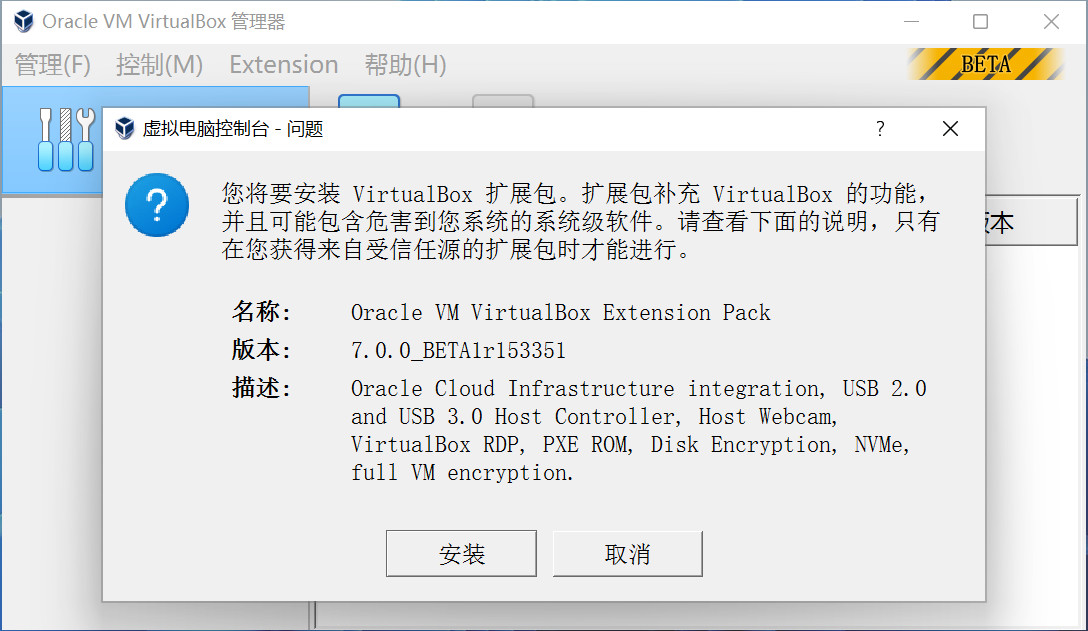 Oracle VM VirtualBox 管理器
管理(F) 控制(M) Extension 帮助(H)
BETA
虚拟电脑控制台 - 问题
?
您将要安装 VirtualBox 扩展包。扩展包补充 VirtualBox 的功能，
并且可能包含危害到您系统的系统级软件。请查看下面的说明，只有
在您获得来自受信任源的扩展包时才能进行。
本
名称: Oracle VM VirtualBox Extension Pack
版本: 7.0.0_BETA1r153351
描述: Oracle Cloud Infrastructure integration, USB 2.0
and USB 3.0 Host Controller, Host Webcam,
VirtualBox RDP, PXE ROM, Disk Encryption, NVMe,
full VM encryption.
安装 取消